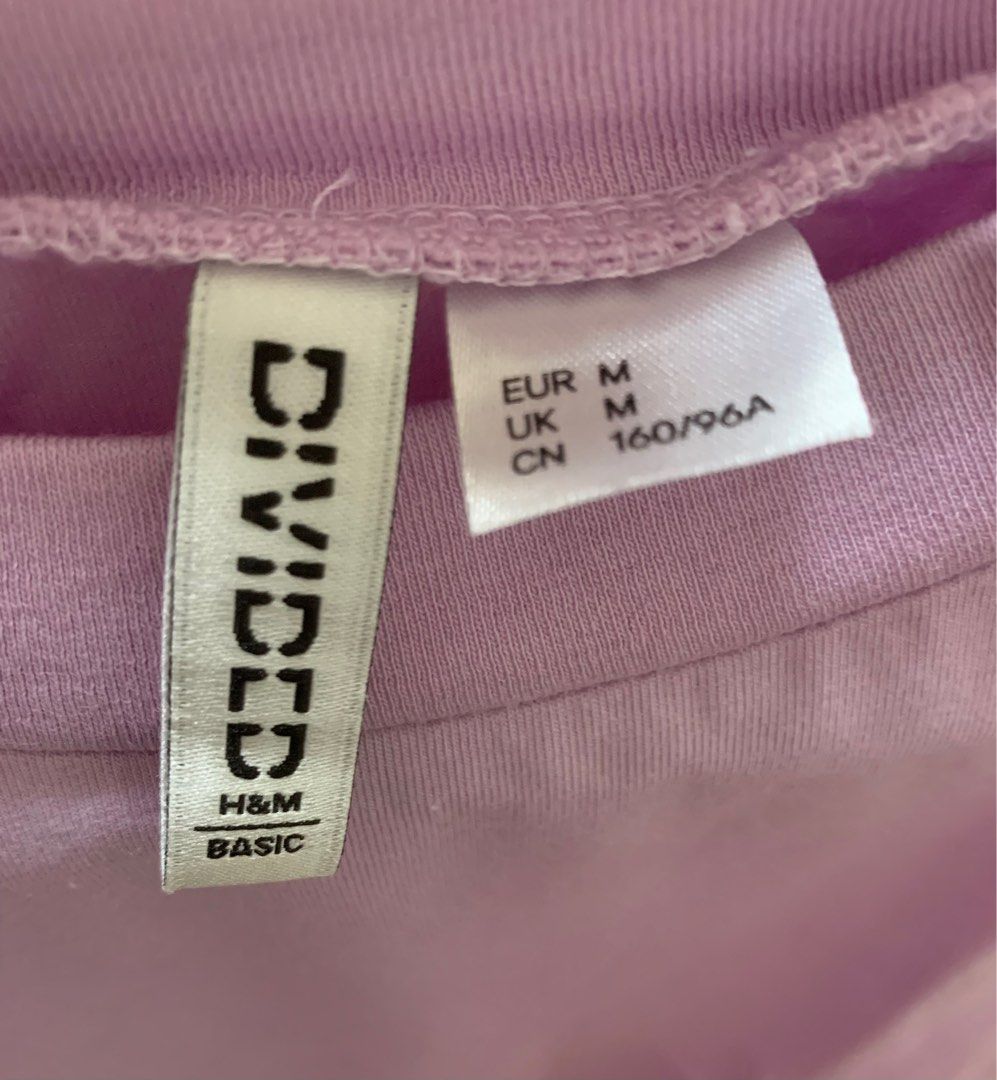 DIVIDED
H&M
BASIC
EUR M
UK M
CN 160/96A